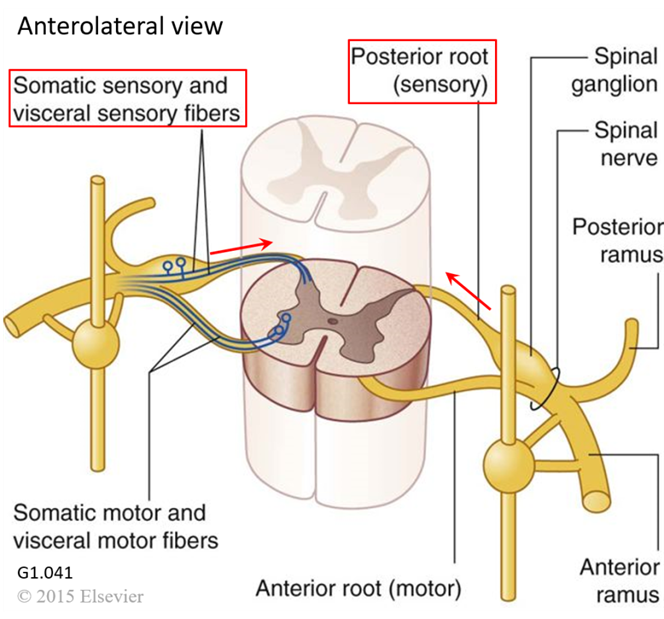 Anterolateral view
Somatic sensory and
visceral sensory fibers
Posterior root
(sensory)
Spinal
ganglion
Spinal
nerve
Posterior
ramus
Somatic motor and
visceral motor fibers
G1.041
© 2015 Elsevier
Anterior root (motor)
Anterior
ramus